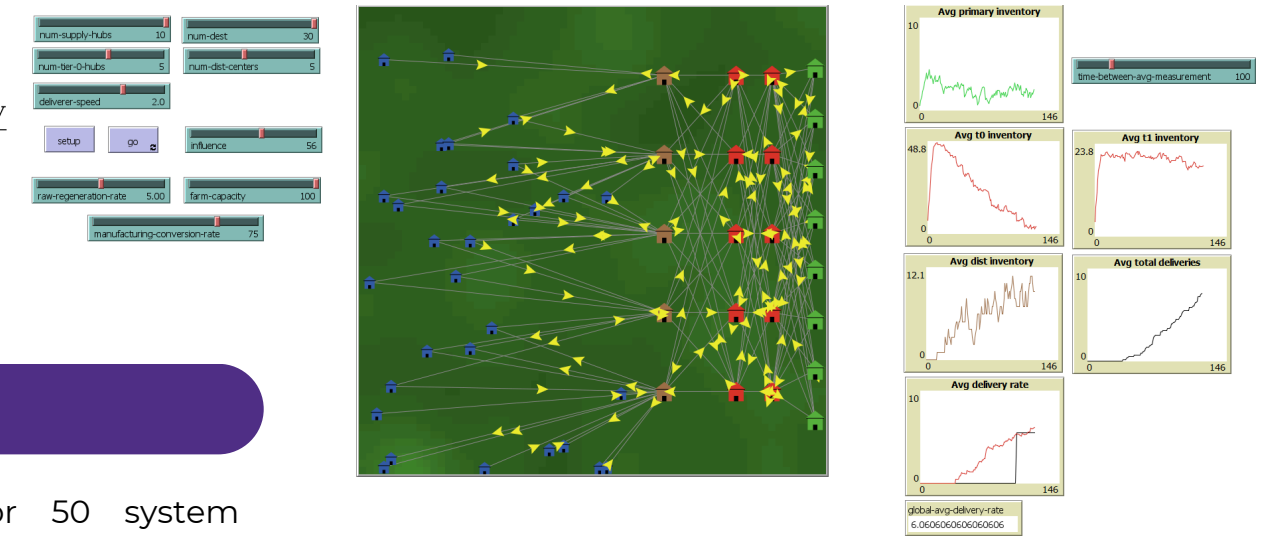 num-supply-hubs 10
num-dest 30
num-tier-0-hubs 5
num-dist-centers 5
deliverer-speed 2.0
setup
go
influence 56
raw-regeneration-rate 5.00
farm-capacity 100
manufacturing-conversion-rate 75
or 50 system
Avg primary inventory
10
0
0 146
time-between-avg-measurement 100
Avg t0 inventory
48.8
0
0 146
Avg t1 inventory
23.8
0
0 146
Avg dist inventory
12.1
0
0 146
Avg total deliveries
10
0
0 146
Avg delivery rate
10
0
0 146
global-avg-delivery-rate
6.0606060606060606